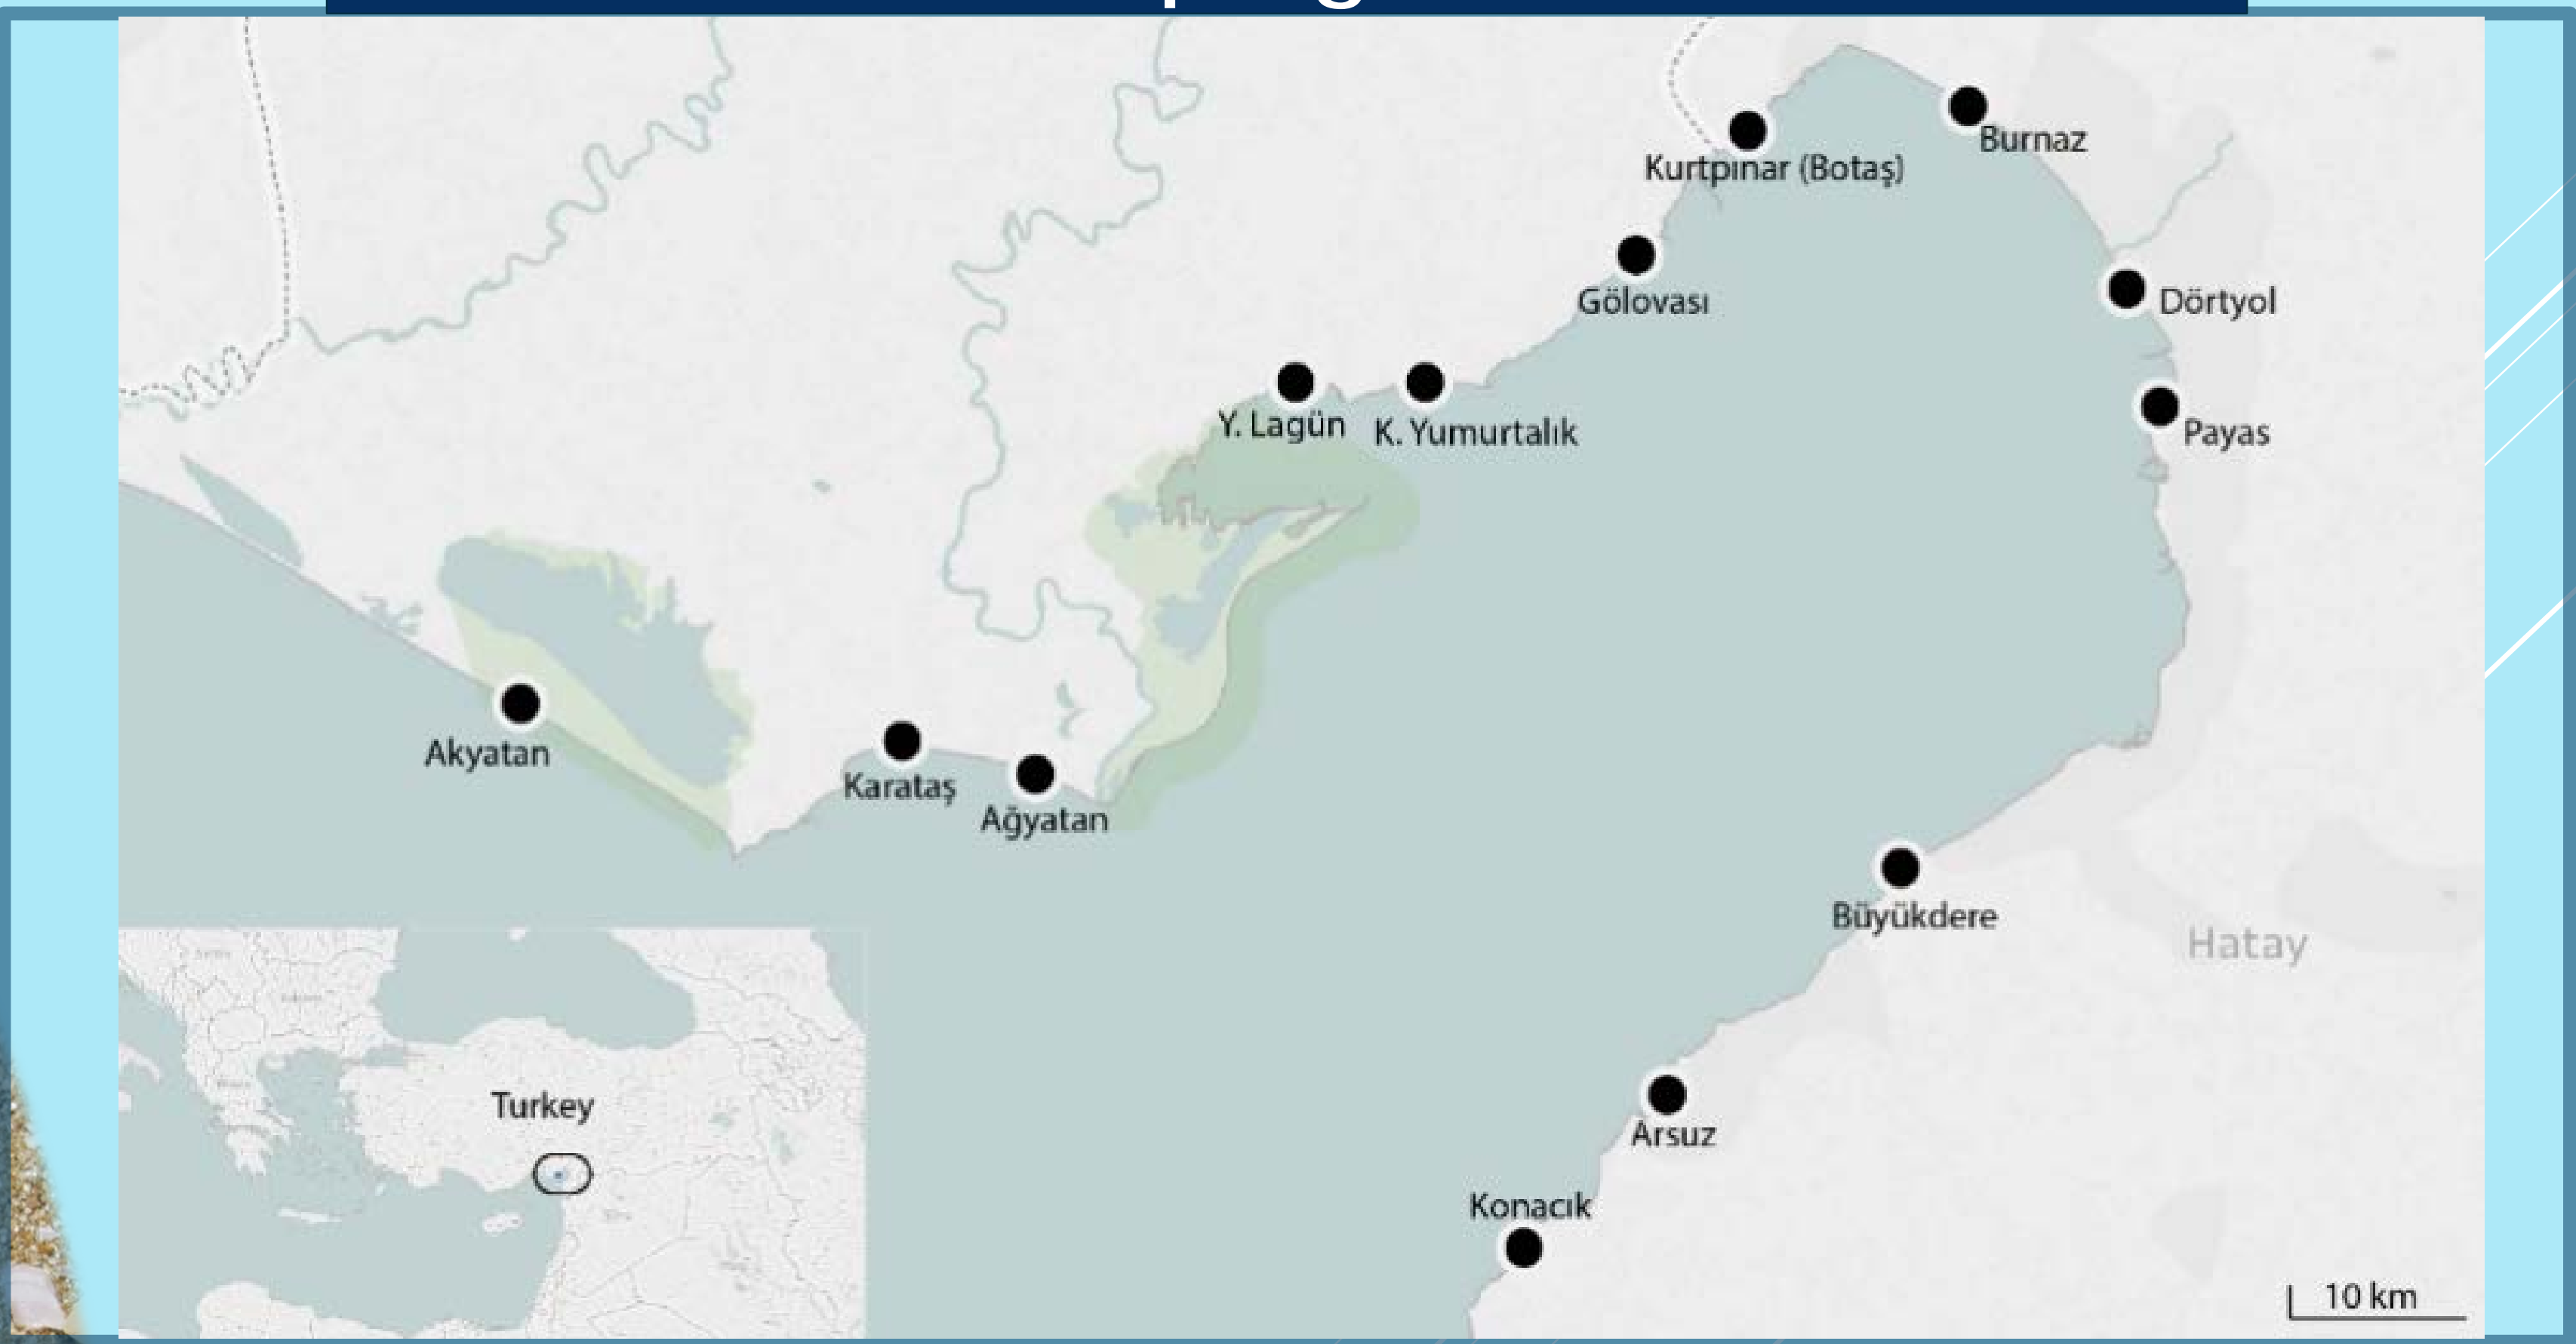 Burnaz
Kurtpınar (Botaş)
Gölovası
Dörtyol
Y. Lagün
K. Yumurtalık
Payas
Akyatan
Karataş
Ağyatan
Büyükdere
Hatay
Turkey
Arsuz
Konacık
10 km